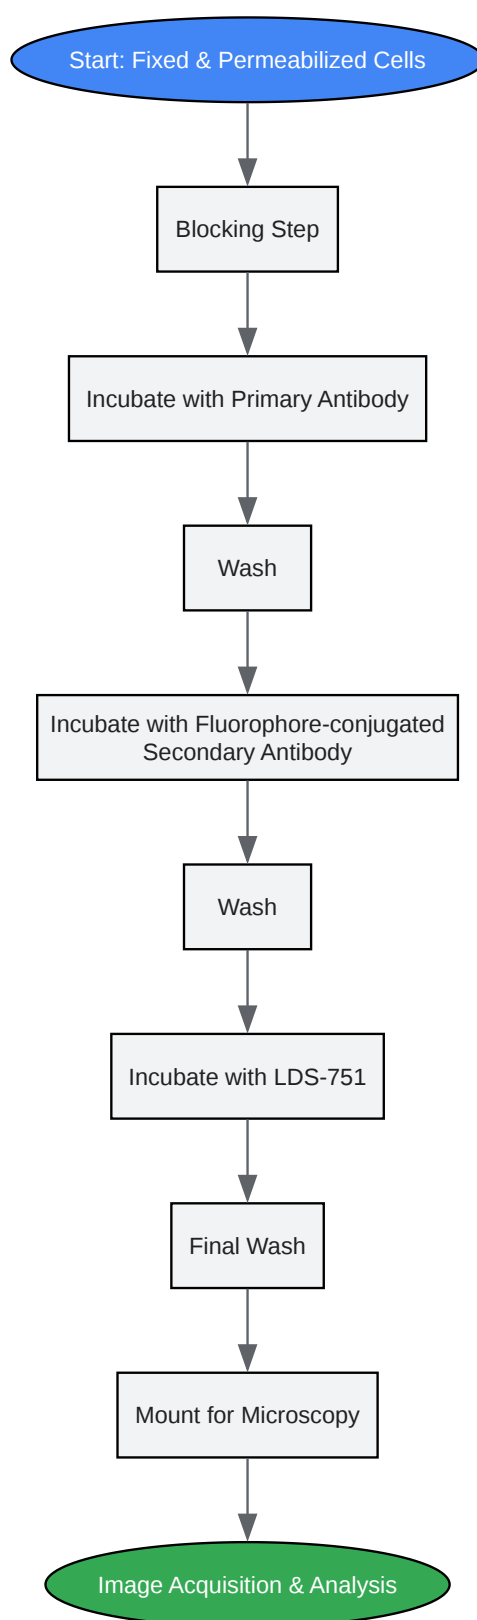 Start: Fixed & Permeabilized Cells
Blocking Step
Incubate with Primary Antibody
Wash
Incubate with Fluorophore-conjugated
Secondary Antibody
Wash
Incubate with LDS-751
Final Wash
Mount for Microscopy
Image Acquisition & Analysis